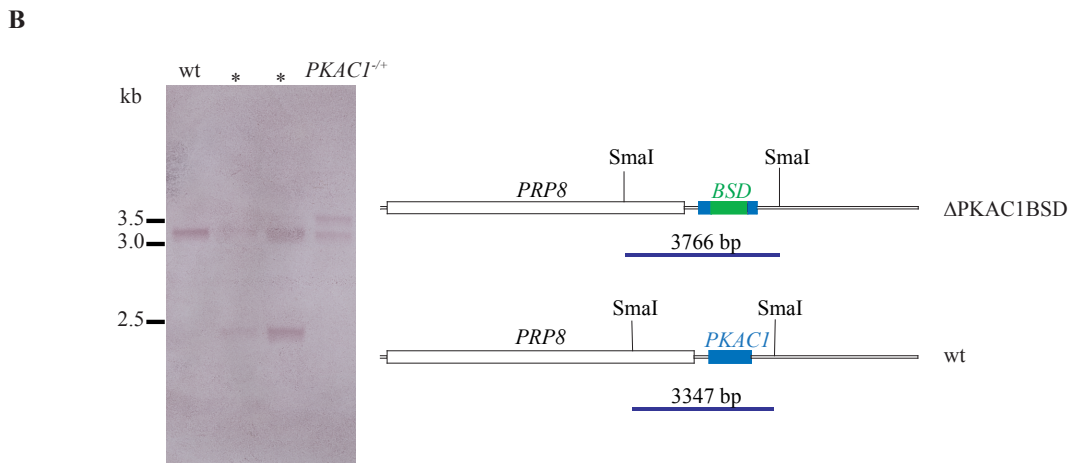 B
wt * * PKAC1-/+
kb
3.5
3.0
2.5
SmaI SmaI
PRP8 BSD
ΔPKAC1BSD
3766 bp
SmaI SmaI
PRP8 PKAC1
wt
3347 bp